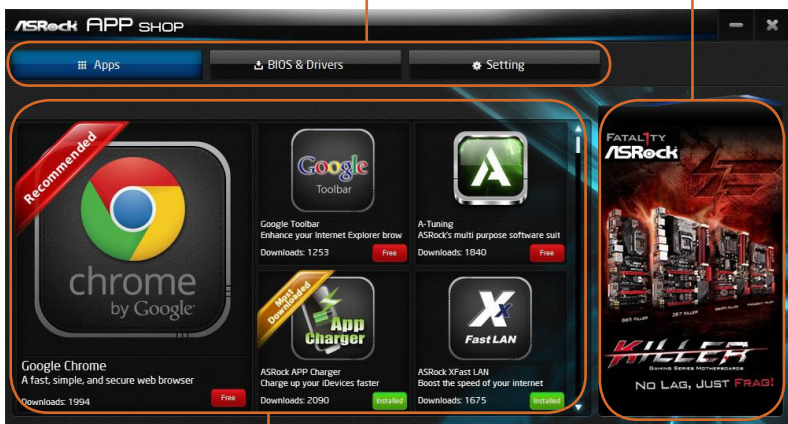 ASRock APP SHOP
Apps
BIOS & Drivers
Setting
Recommended
chrome
by Google
Google Chrome
A fast, simple, and secure web browser
Downloads: 1994
Free
Google
Toolbar
Google Toolbar
Enhance your Internet Explorer brow
Downloads: 1253
Free
A
A-Tuning
ASRock's multi purpose software suit
Downloads: 1840
Free
Most
Downloaded
App
Charger
ASRock APP Charger
Charge up your iDevices faster
Downloads: 2090
Installed
X
Fast LAN
ASRock XFast LAN
Boost the speed of your internet
Downloads: 1675
Installed
FATAL1TY
ASRock
KILLER
GAMING SERIES MOTHERBOARDS
NO LAG, JUST FRAG!